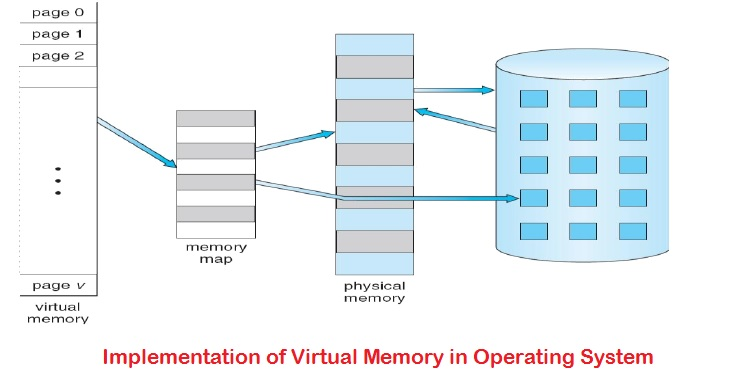 page 0
page 1
page 2
page v
virtual
memory
memory
map
physical
memory
Implementation of Virtual Memory in Operating System